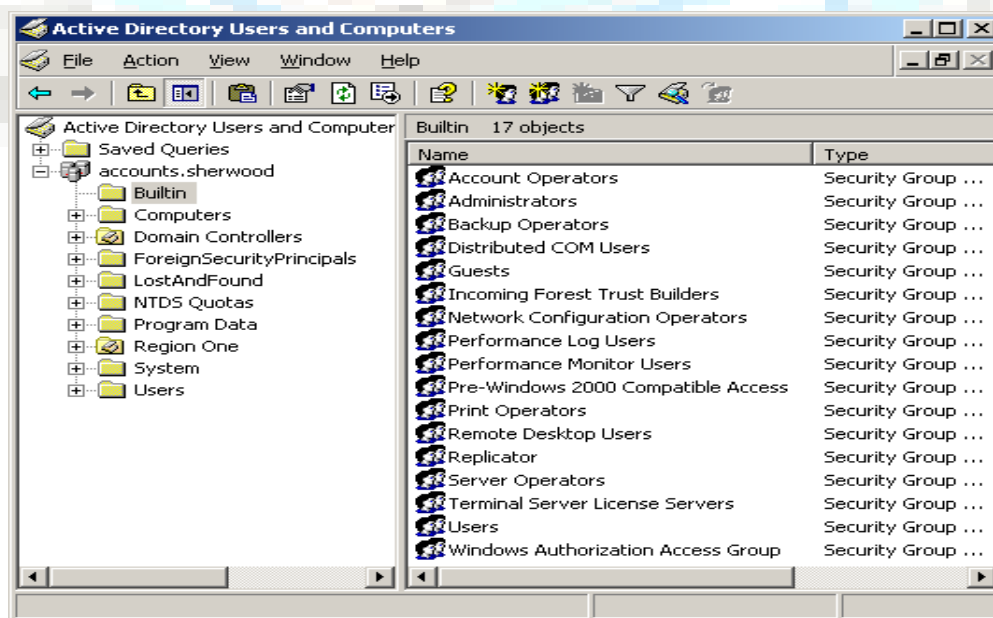 Active Directory Users and Computers
File Action View Window Help
Active Directory Users and Computer
Saved Queries
accounts.sherwood
Builtin
Computers
Domain Controllers
ForeignSecurityPrincipals
LostAndFound
NTDS Quotas
Program Data
Region One
System
Users
Builtin 17 objects
Name Type
Account Operators Security Group ...
Administrators Security Group ...
Backup Operators Security Group ...
Distributed COM Users Security Group ...
Guests Security Group ...
Incoming Forest Trust Builders Security Group ...
Network Configuration Operators Security Group ...
Performance Log Users Security Group ...
Performance Monitor Users Security Group ...
Pre-Windows 2000 Compatible Access Security Group ...
Print Operators Security Group ...
Remote Desktop Users Security Group ...
Replicator Security Group ...
Server Operators Security Group ...
Terminal Server License Servers Security Group ...
Users Security Group ...
Windows Authorization Access Group Security Group ...